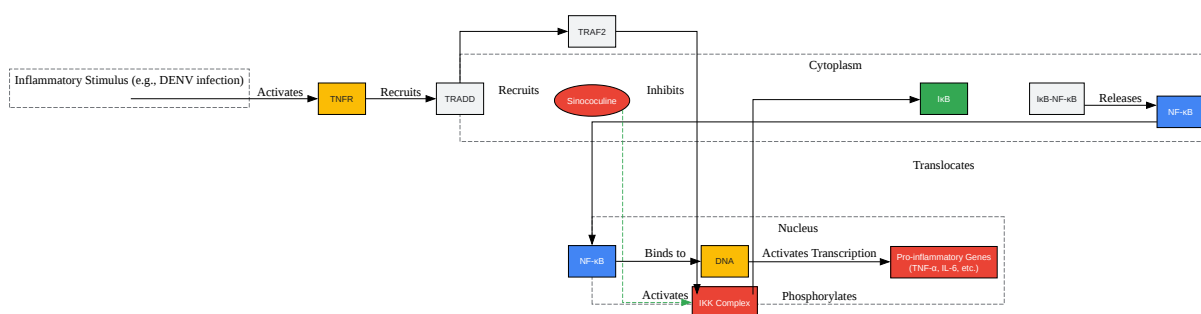 TRAF2
Cytoplasm
Inflammatory Stimulus (e.g., DENV infection)
Activates
TNFR
Recruits
TRADD
Recruits
Sinococuline
Inhibits
IκB
IκB-NF-κB
Releases
NF-κB
Translocates
Nucleus
NF-κB
Binds to
DNA
Activates Transcription
Pro-inflammatory Genes
(TNF-α, IL-6, etc.)
Activates
IKK Complex
Phosphorylates